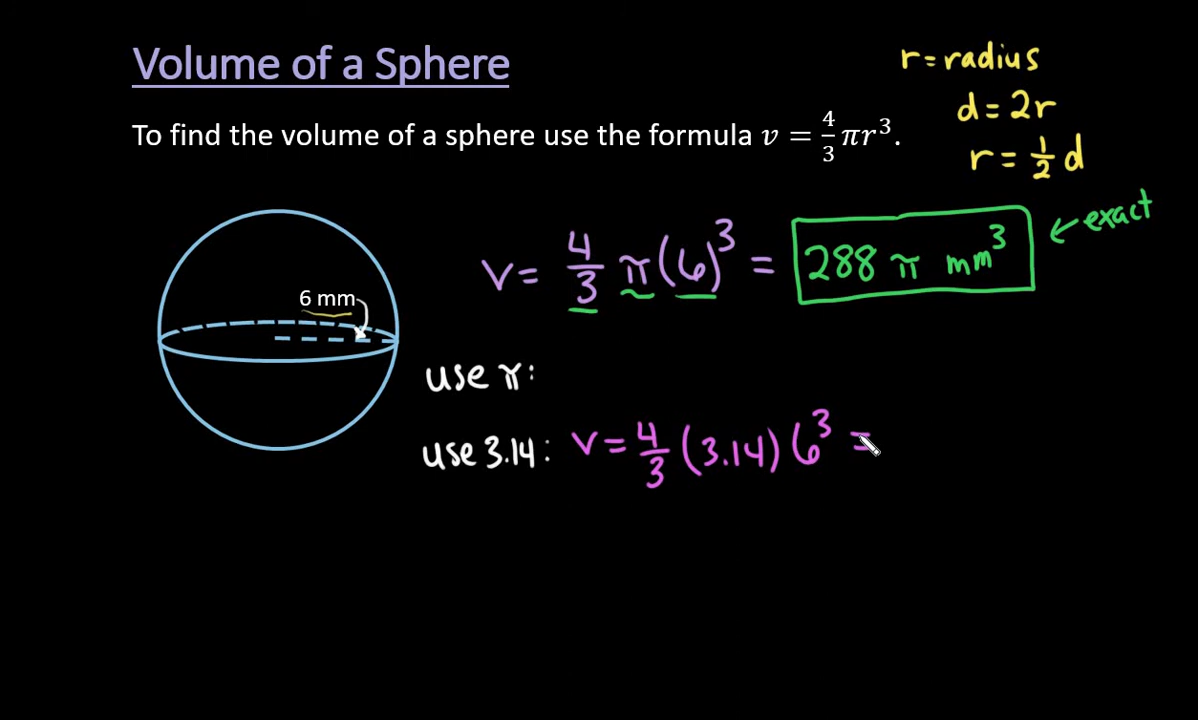 Volume of a Sphere
r = radius
d = 2r
To find the volume of a sphere use the formula v = 4/3 πr³.
r = 1/2 d
← exact
v = 4/3 π(6)³ = 288 π mm³
6 mm
use π:
use 3.14: v = 4/3 (3.14) 6³ =